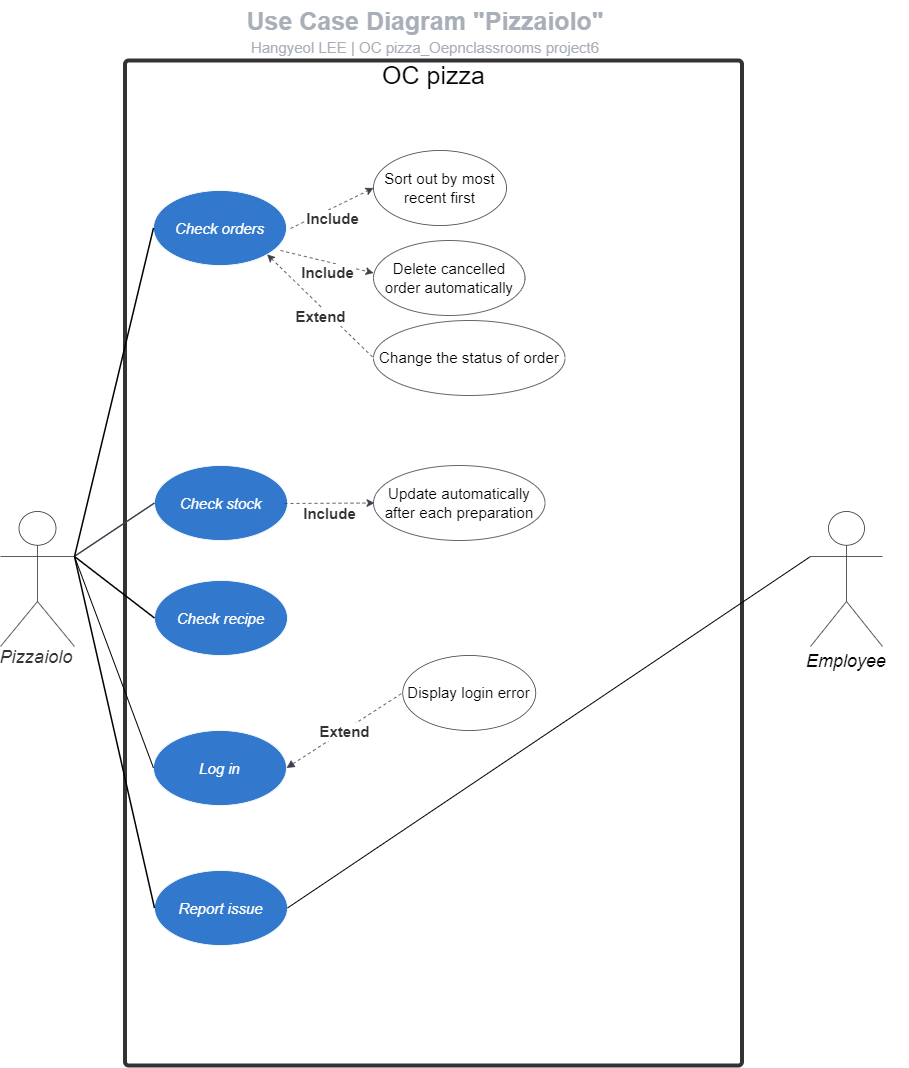 Use Case Diagram "Pizzaiolo"
Hangyeol LEE | OC pizza_Oepnclassrooms project6
OC pizza
Sort out by most
recent first
Check orders
Include
Include
Delete cancelled
order automatically
Extend
Change the status of order
Check stock
Include
Update automatically
after each preparation
Check recipe
Pizzaiolo
Employee
Display login error
Extend
Log in
Report issue